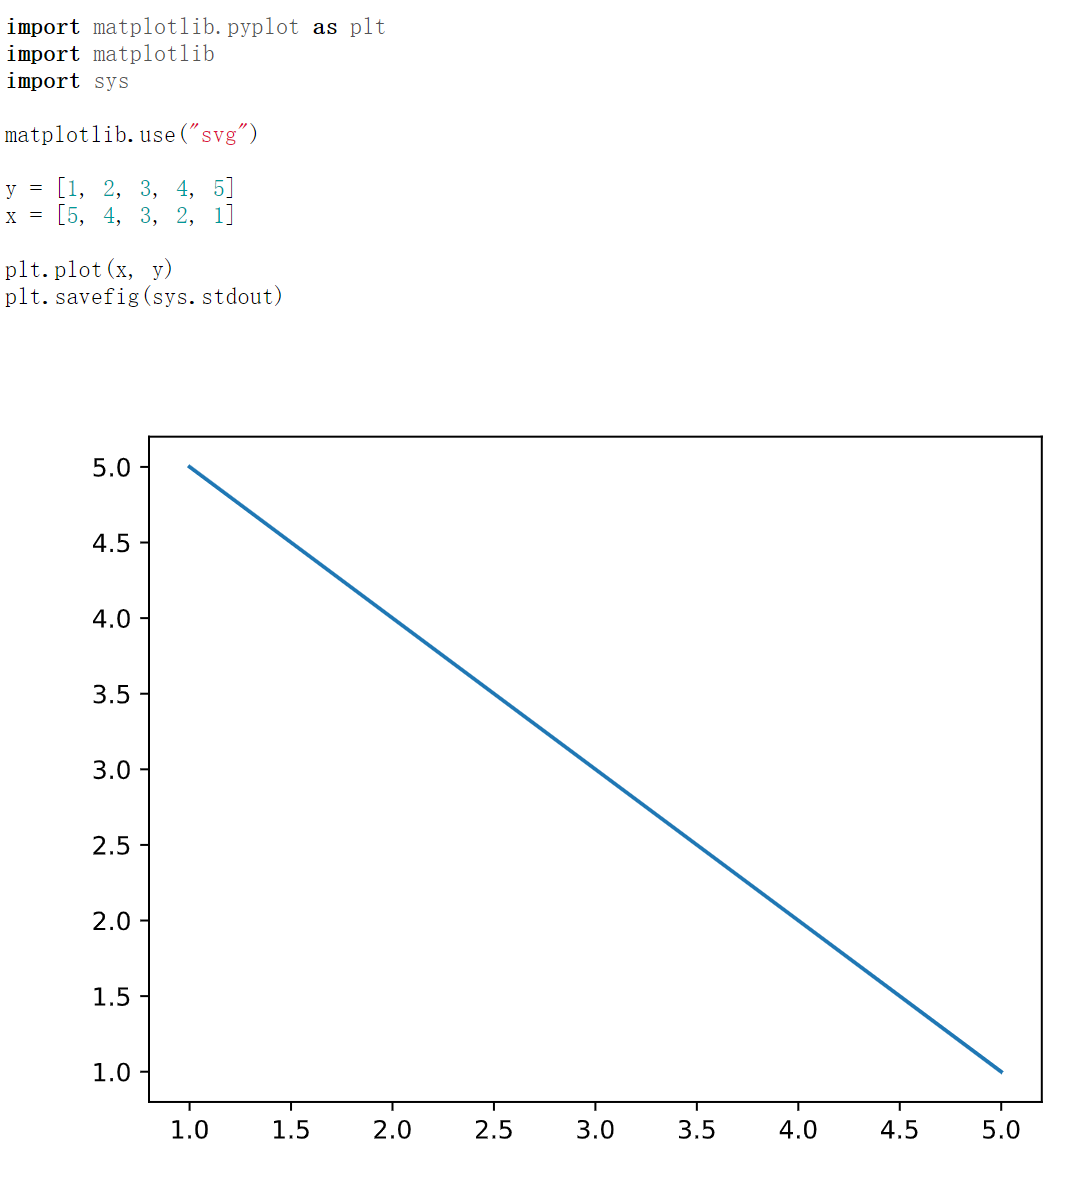 import matplotlib.pyplot as plt
import matplotlib
import sys
matplotlib.use("svg")
y = [1, 2, 3, 4, 5]
x = [5, 4, 3, 2, 1]
plt.plot(x, y)
plt.savefig(sys.stdout)
5.0
4.5
4.0
3.5
3.0
2.5
2.0
1.5
1.0
1.0 1.5 2.0 2.5 3.0 3.5 4.0 4.5 5.0